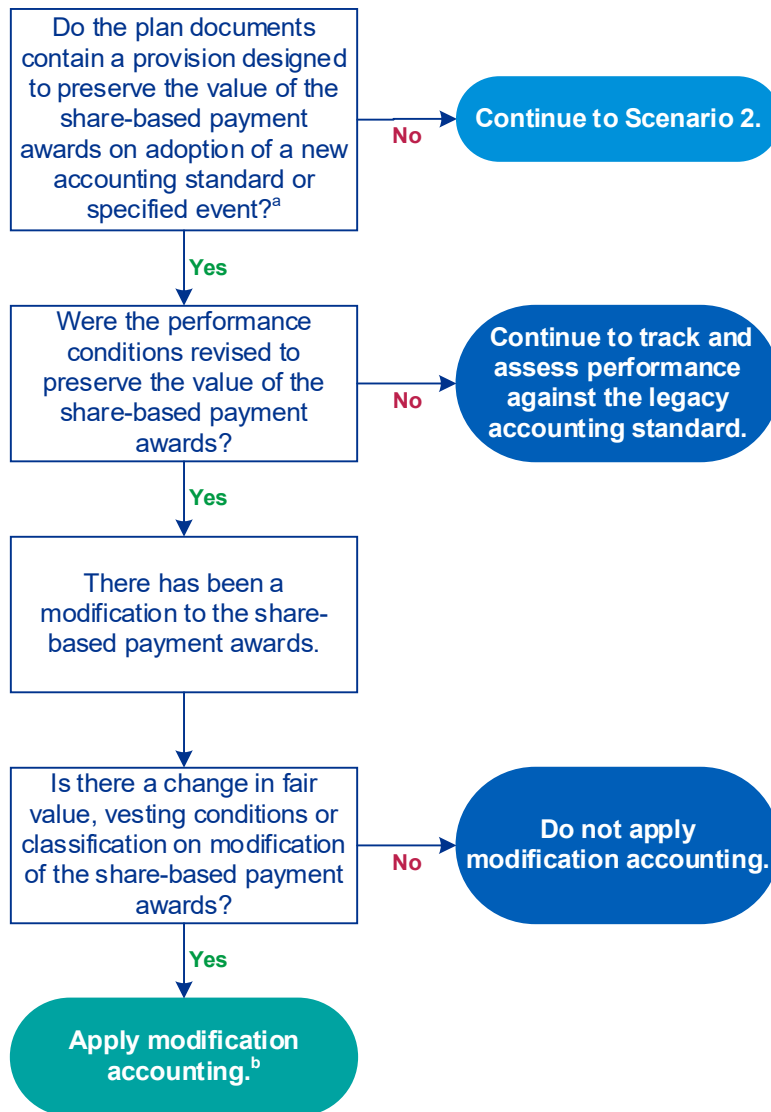 Do the plan documents
contain a provision designed
to preserve the value of the
share-based payment
awards on adoption of a new
accounting standard or
specified event?a
No
Continue to Scenario 2.
Yes
Were the performance
conditions revised to
preserve the value of the
share-based payment
awards?
No
Continue to track and
assess performance
against the legacy
accounting standard.
Yes
There has been a
modification to the share-
based payment awards.
Is there a change in fair
value, vesting conditions or
classification on modification
of the share-based payment
awards?
No
Do not apply
modification accounting.
Yes
Apply modification
accounting.b